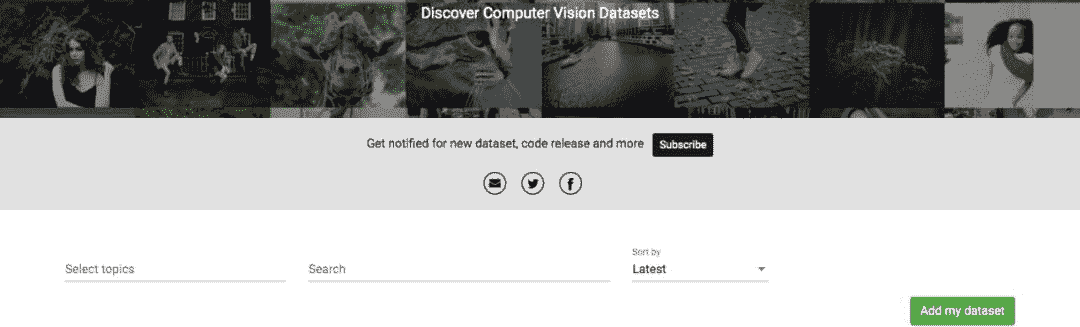 Discover Computer Vision Datasets
Get notified for new dataset, code release and more Subscribe
Sort by
Select topics Search Latest
Add my dataset